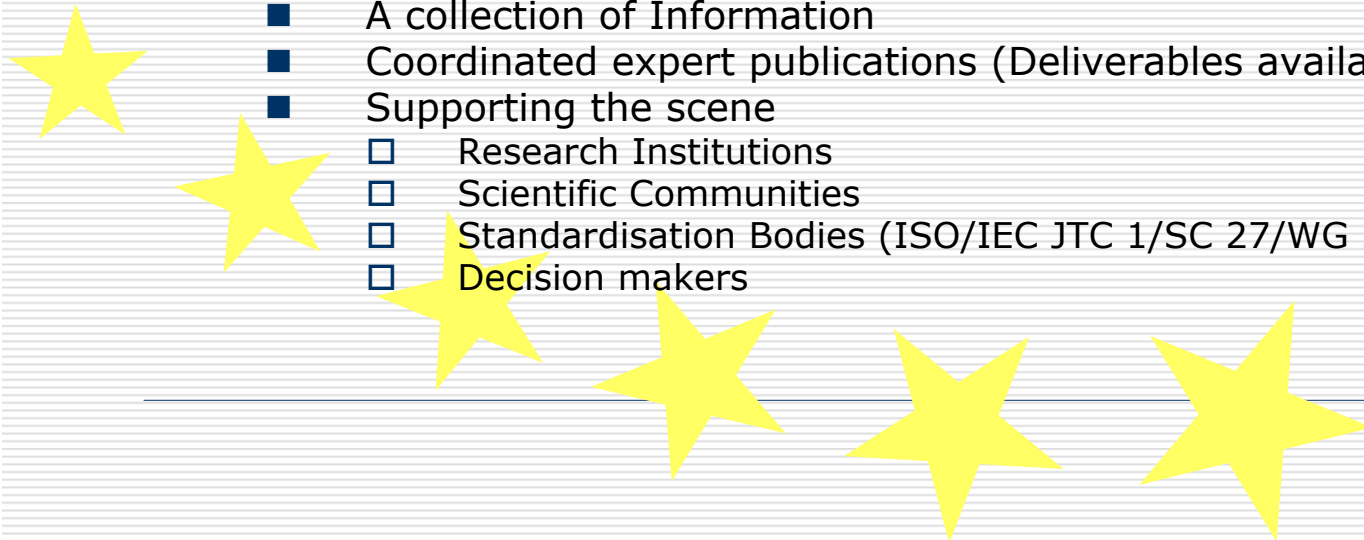 A collection of Information
Coordinated expert publications (Deliverables
Supporting the scene
Research Institutions
Scientific Communities
Standardisation Bodies (ISO/IEC JTC 1/SC 27/WG
Decision makers